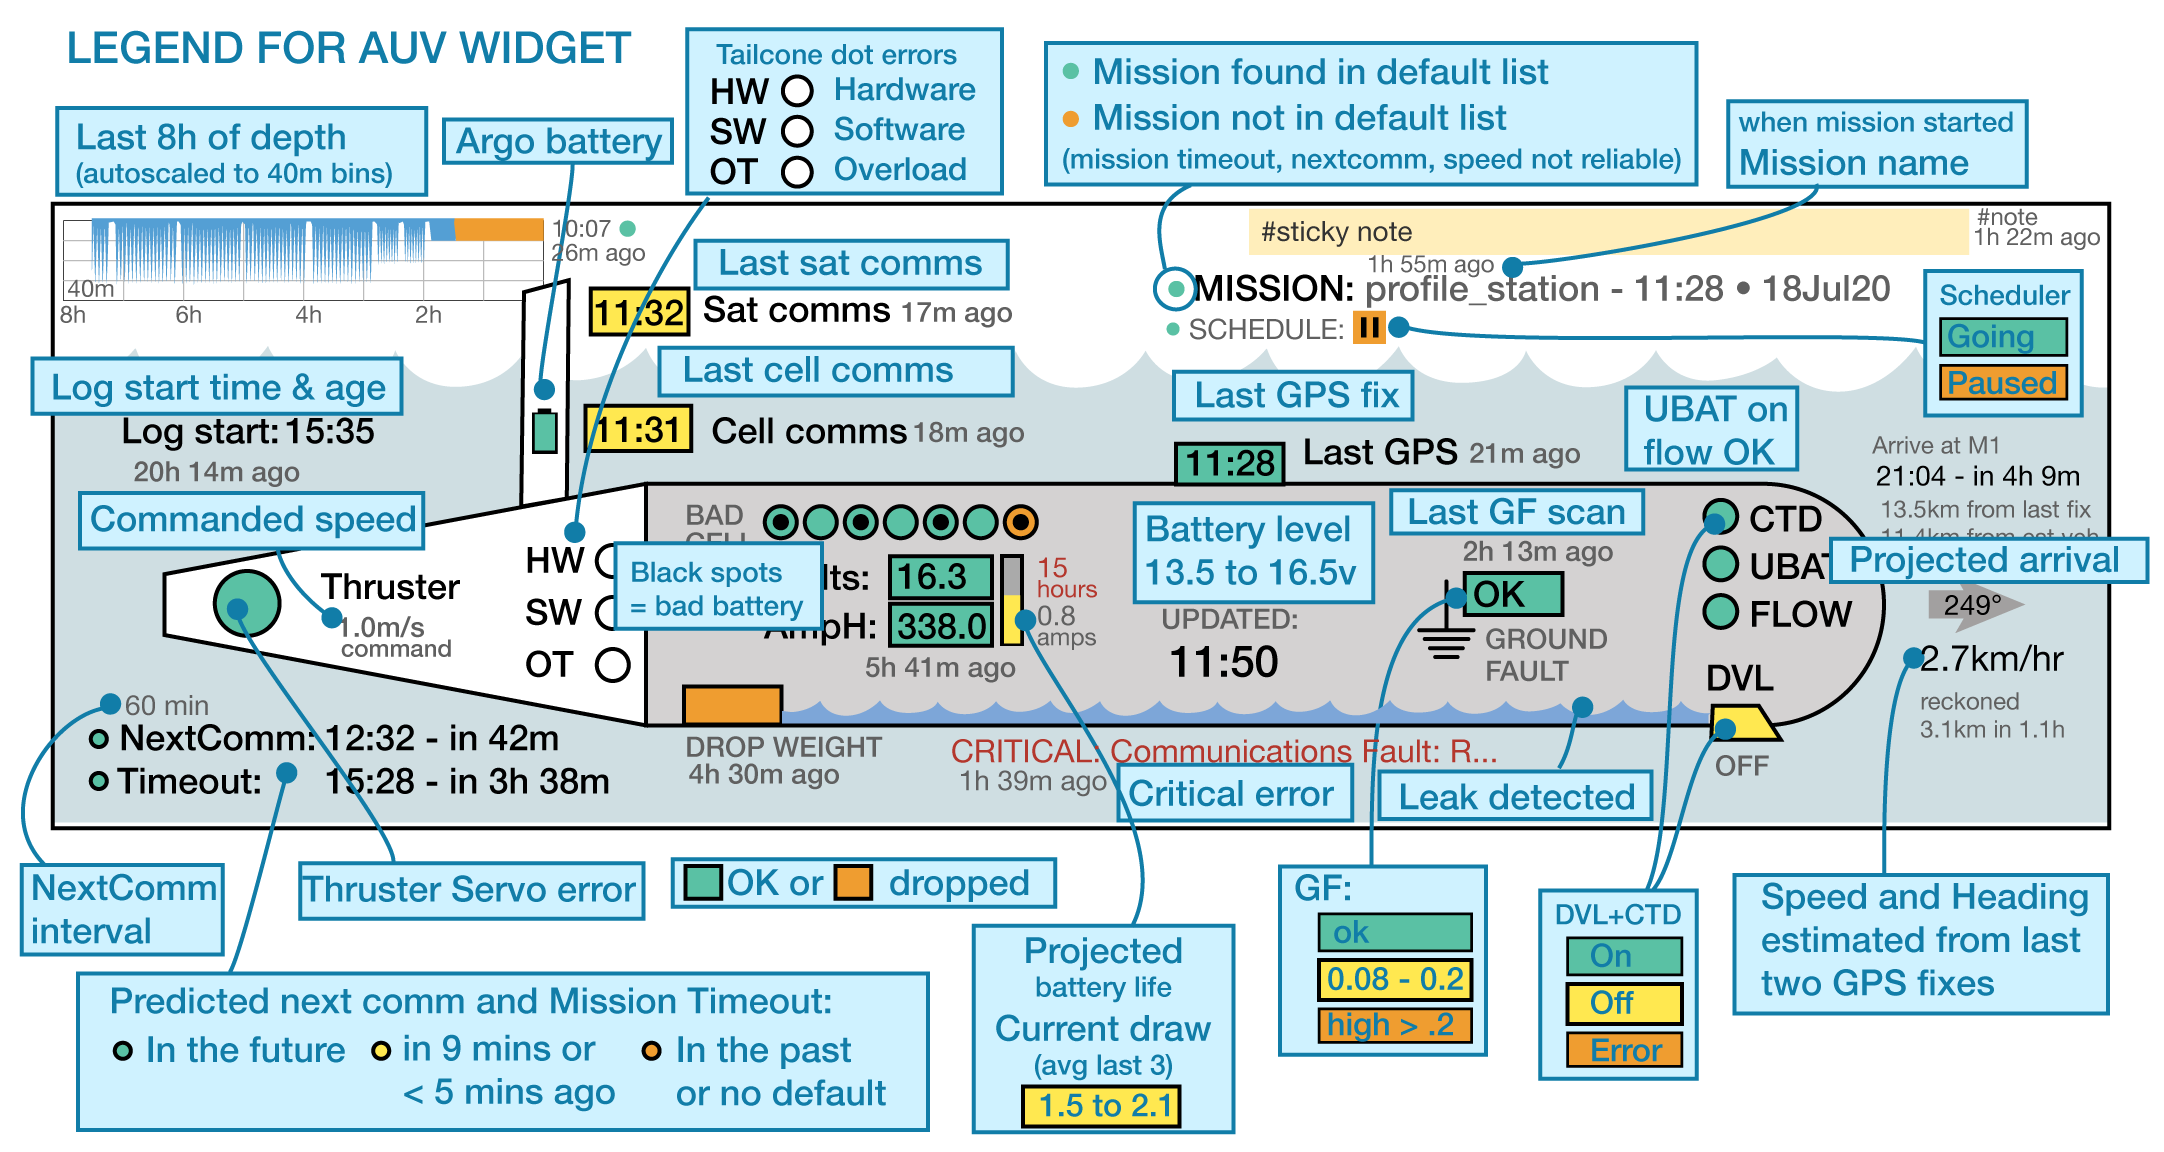 LEGEND FOR AUV WIDGET
Tailcone dot errors
HW Hardware
SW Software
OT Overload
Mission found in default list
Mission not in default list
(mission timeout, nextcomm, speed not reliable)
when mission started
Mission name
Last 8h of depth
(autoscaled to 40m bins)
Argo battery
10:07
26m ago
40m
8h 6h 4h 2h
Last sat comms
11:32 Sat comms 17m ago
#sticky note
#note
1h 22m ago
1h 55m ago
MISSION: profile_station - 11:28 • 18Jul20
SCHEDULE:
Scheduler
Going
Paused
Log start time & age
Log start: 15:35
20h 14m ago
Last cell comms
11:31 Cell comms 18m ago
Last GPS fix
11:28 Last GPS 21m ago
UBAT on
flow OK
Arrive at M1
21:04 - in 4h 9m
13.5km from last fix
Projected arrival
249°
2.7km/hr
reckoned
3.1km in 1.1h
Commanded speed
Thruster
1.0m/s
command
HW
SW
OT
BAD
Black spots
= bad battery
lts: 16.3
AmpH: 338.0
15
hours
0.8
amps
5h 41m ago
Battery level
13.5 to 16.5v
UPDATED:
11:50
Last GF scan
2h 13m ago
OK
GROUND
FAULT
CTD
UBAT
FLOW
DVL
OFF
60 min
NextComm: 12:32 - in 42m
Timeout: 15:28 - in 3h 38m
DROP WEIGHT
4h 30m ago
CRITICAL: Communications Fault: R...
1h 39m ago
Critical error
Leak detected
NextComm
interval
Thruster Servo error
OK or dropped
Predicted next comm and Mission Timeout:
In the future
in 9 mins or
< 5 mins ago
In the past
or no default
Projected
battery life
Current draw
(avg last 3)
1.5 to 2.1
GF:
ok
0.08 - 0.2
high > .2
DVL+CTD
On
Off
Error
Speed and Heading
estimated from last
two GPS fixes